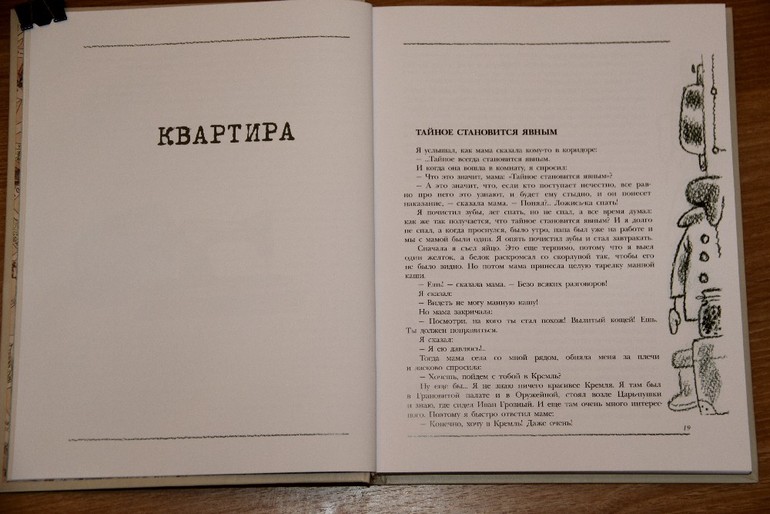 КВАРТИРА
ТАЙНОЕ СТАНОВИТСЯ ЯВНЫМ
Я услышал, как мама сказала кому-то в коридоре:
– ...Тайное всегда становится явным.
И когда она вошла в комнату, я спросил:
– Что это значит, мама: «Тайное становится явным»?
– А это значит, что, если кто поступает нечестно, все рав-
но про него это узнают, и будет ему стыдно, и он понесет
наказание, – сказала мама. – Понял?.. Ложись-ка спать!
Я почистил зубы, лег спать, но не спал, а все время думал:
как же так получается, что тайное становится явным? И я долго
не спал, а когда проснулся, было утро, папа был уже на работе и
мы с мамой были одни. Я опять почистил зубы и стал завтракать.
Сначала я съел яйцо. Это еще терпимо, потому что я выел
один желток, а белок раскромсал со скорлупой так, чтобы его
не было видно. Но потом мама принесла целую тарелку манной
каши.
– Ешь! – сказала мама. – Безо всяких разговоров!
Я сказал:
– Видеть не могу манную кашу!
Но мама закричала:
– Посмотри, на кого ты стал похож! Вылитый кощей! Ешь.
Ты должен поправиться.
Я сказал:
– Я ею давлюсь!..
Тогда мама села со мной рядом, обняла меня за плечи
и ласково спросила:
– Хочешь, пойдем с тобой в Кремль?
Ну еще бы... Я не знаю ничего красивее Кремля. Я там был
в Грановитой палате и в Оружейной, стоял возле Царь-пушки
и знаю, где сидел Иван Грозный. И еще там очень много интерес-
ного. Поэтому я быстро ответил маме:
– Конечно, хочу в Кремль! Даже очень!
19